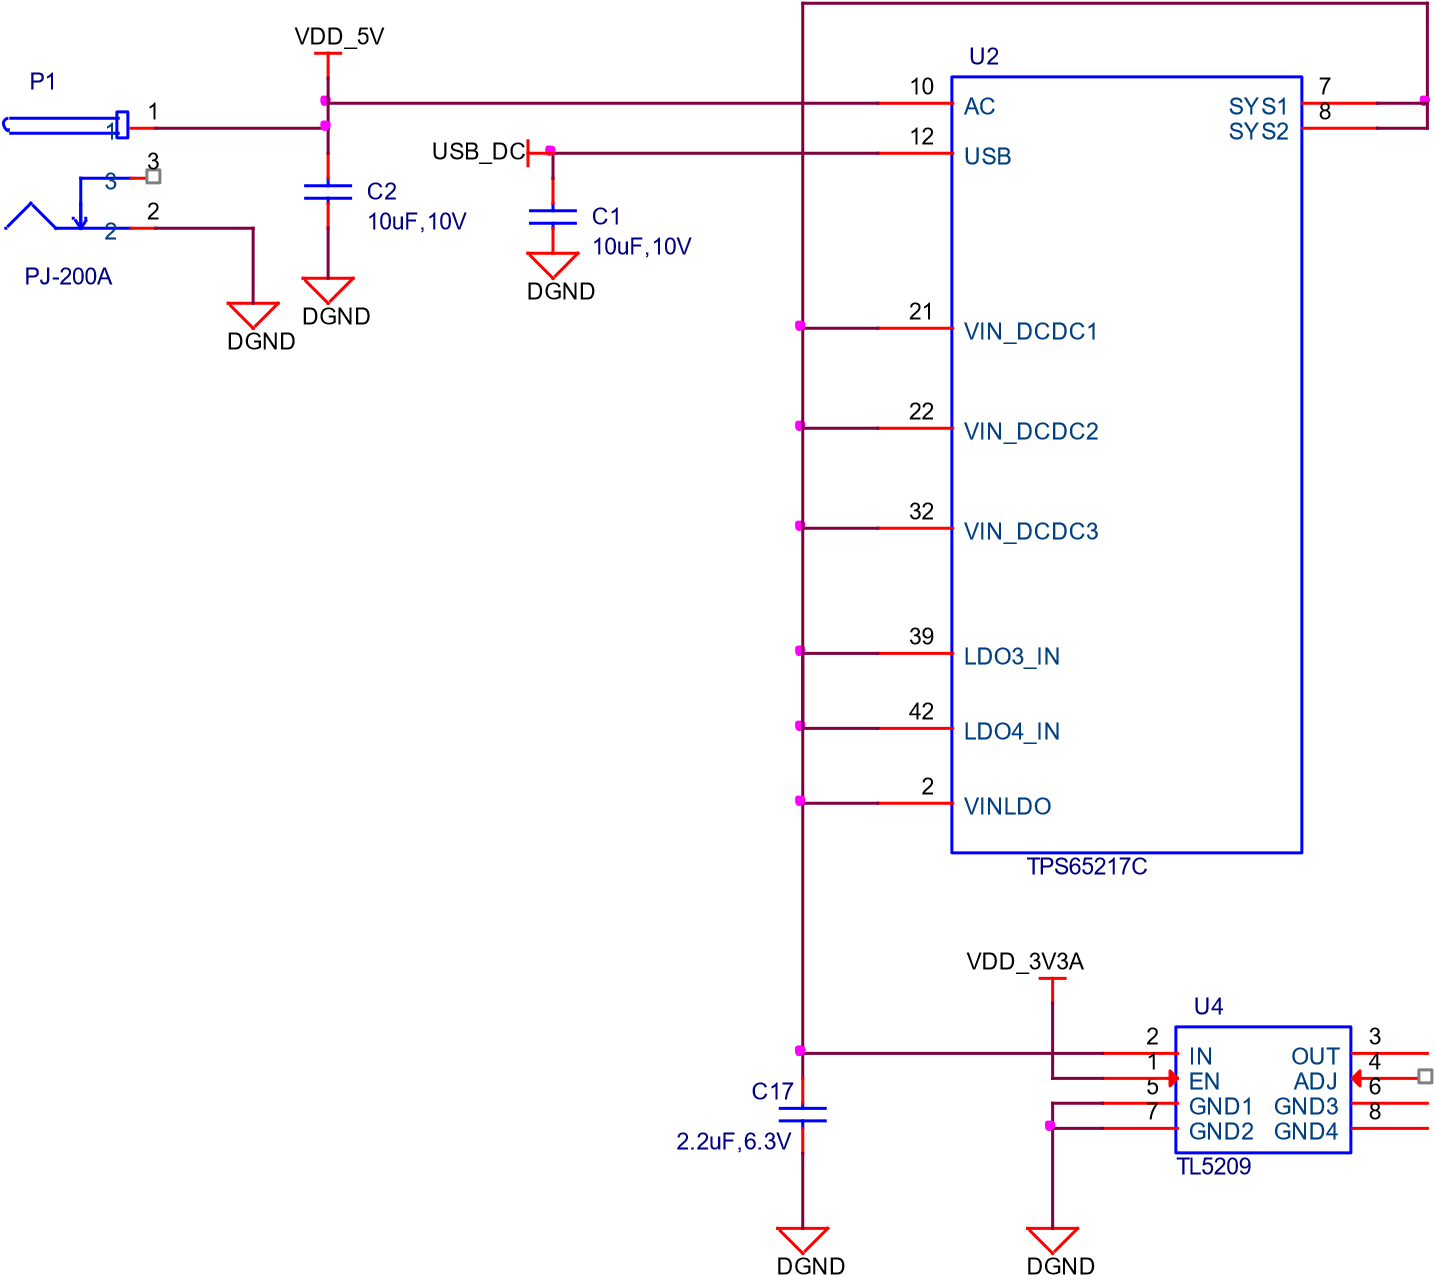 VDD_5V
P1
1
1
3
3
2
2
PJ-200A
DGND
C2
10uF,10V
DGND
USB_DC
C1
10uF,10V
DGND
U2
10
AC
12
USB
7
SYS1
8
SYS2
21
VIN_DCDC1
22
VIN_DCDC2
32
VIN_DCDC3
39
LDO3_IN
42
LDO4_IN
2
VINLDO
TPS65217C
VDD_3V3A
U4
2
IN
OUT
3
1
EN
ADJ
4
5
GND1
GND3
6
7
GND2
GND4
8
TL5209
C17
2.2uF,6.3V
DGND
DGND